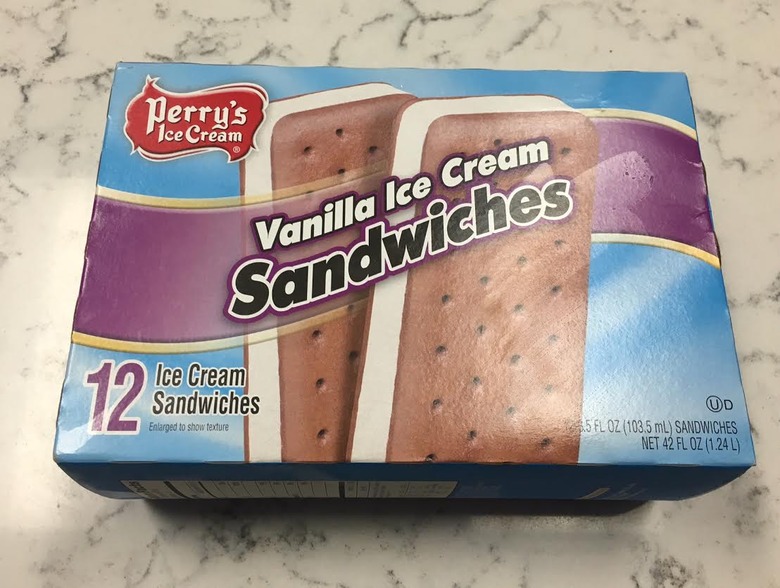 Perry's
Ice Cream
®
Vanilla Ice Cream
Sandwiches
12
Ice Cream
Sandwiches
Enlarged to show texture
U D
3.5 FL OZ (103.5 mL) SANDWICHES
NET 42 FL OZ (1.24 L)